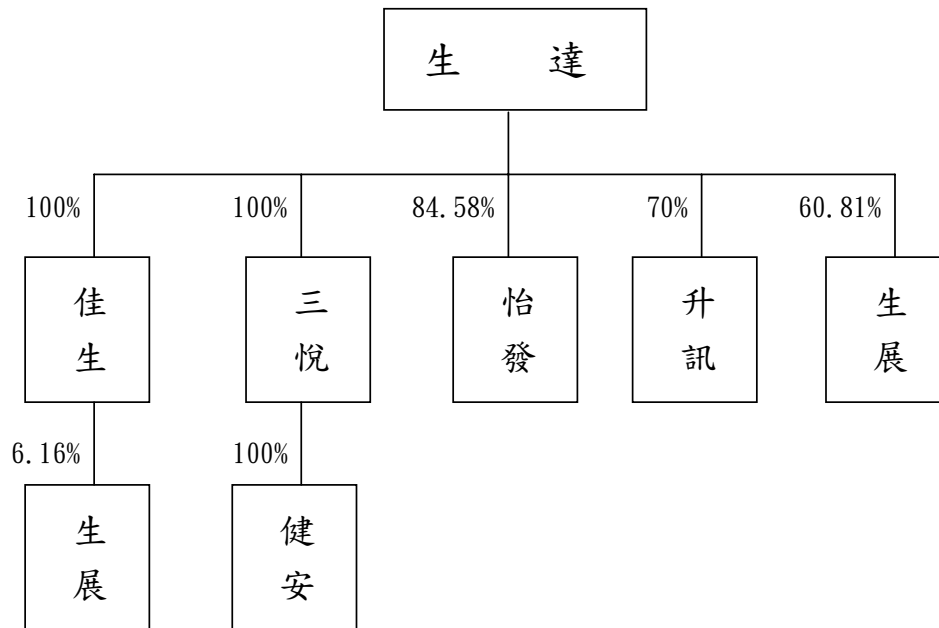 生 達
100%
100%
84.58%
70%
60.81%
佳生
三悅
怡發
升訊
生展
6.16%
100%
生展
健安